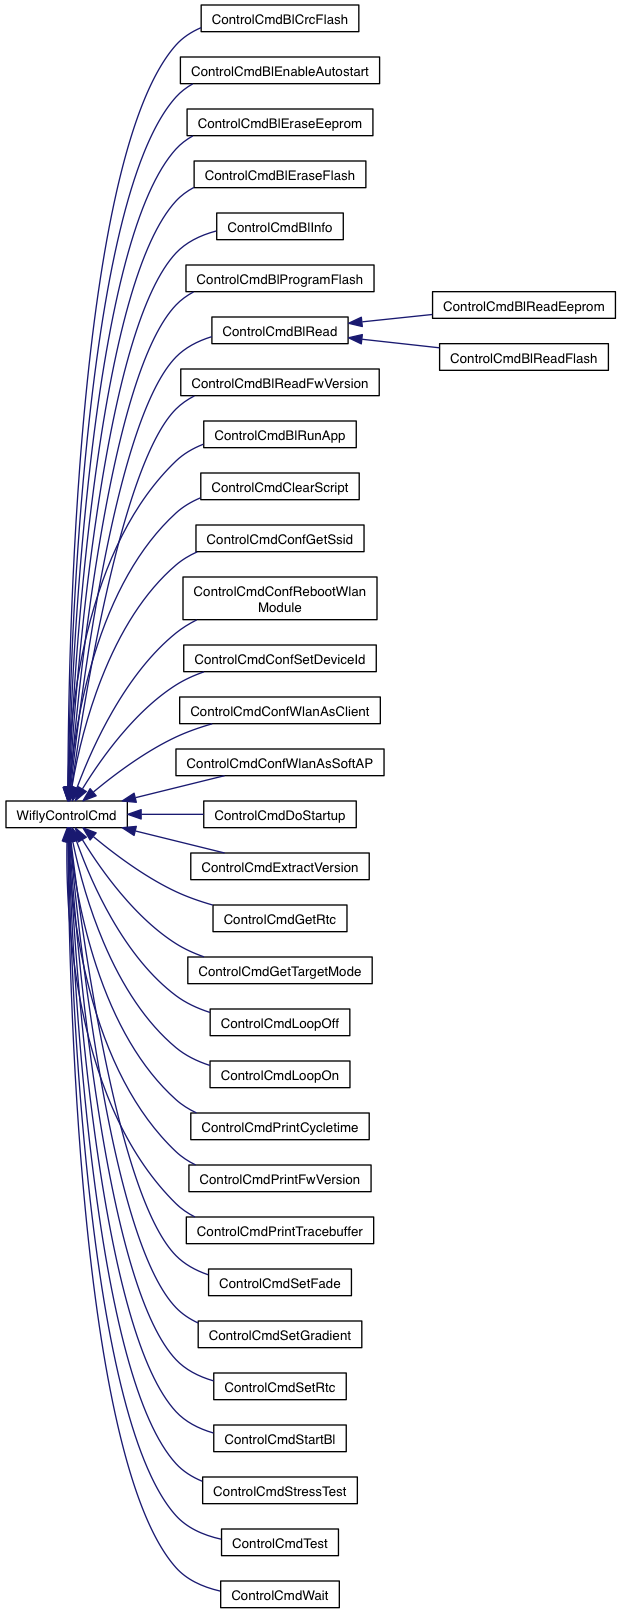 ControlCmdBlCrcFlash
ControlCmdBlEnableAutostart
ControlCmdBlEraseEeprom
ControlCmdBlEraseFlash
ControlCmdBlInfo
ControlCmdBlProgramFlash
ControlCmdBlReadEeprom
ControlCmdBlRead
ControlCmdBlReadFlash
ControlCmdBlReadFwVersion
ControlCmdBlRunApp
ControlCmdClearScript
ControlCmdConfGetSsid
ControlCmdConfRebootWlan
Module
ControlCmdConfSetDeviceId
ControlCmdConfWlanAsClient
ControlCmdConfWlanAsSoftAP
WiflyControlCmd
ControlCmdDoStartup
ControlCmdExtractVersion
ControlCmdGetRtc
ControlCmdGetTargetMode
ControlCmdLoopOff
ControlCmdLoopOn
ControlCmdPrintCycletime
ControlCmdPrintFwVersion
ControlCmdPrintTracebuffer
ControlCmdSetFade
ControlCmdSetGradient
ControlCmdSetRtc
ControlCmdStartBl
ControlCmdStressTest
ControlCmdTest
ControlCmdWait